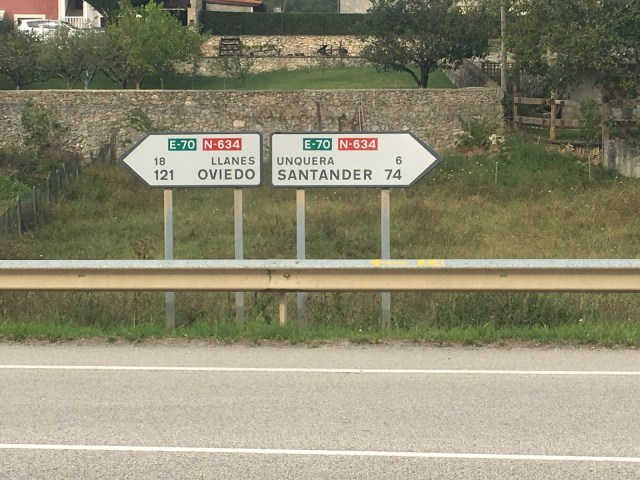 E-70 N-634
18 LLANES
121 OVIEDO
E-70 N-634
UNQUERA 6
SANTANDER 74